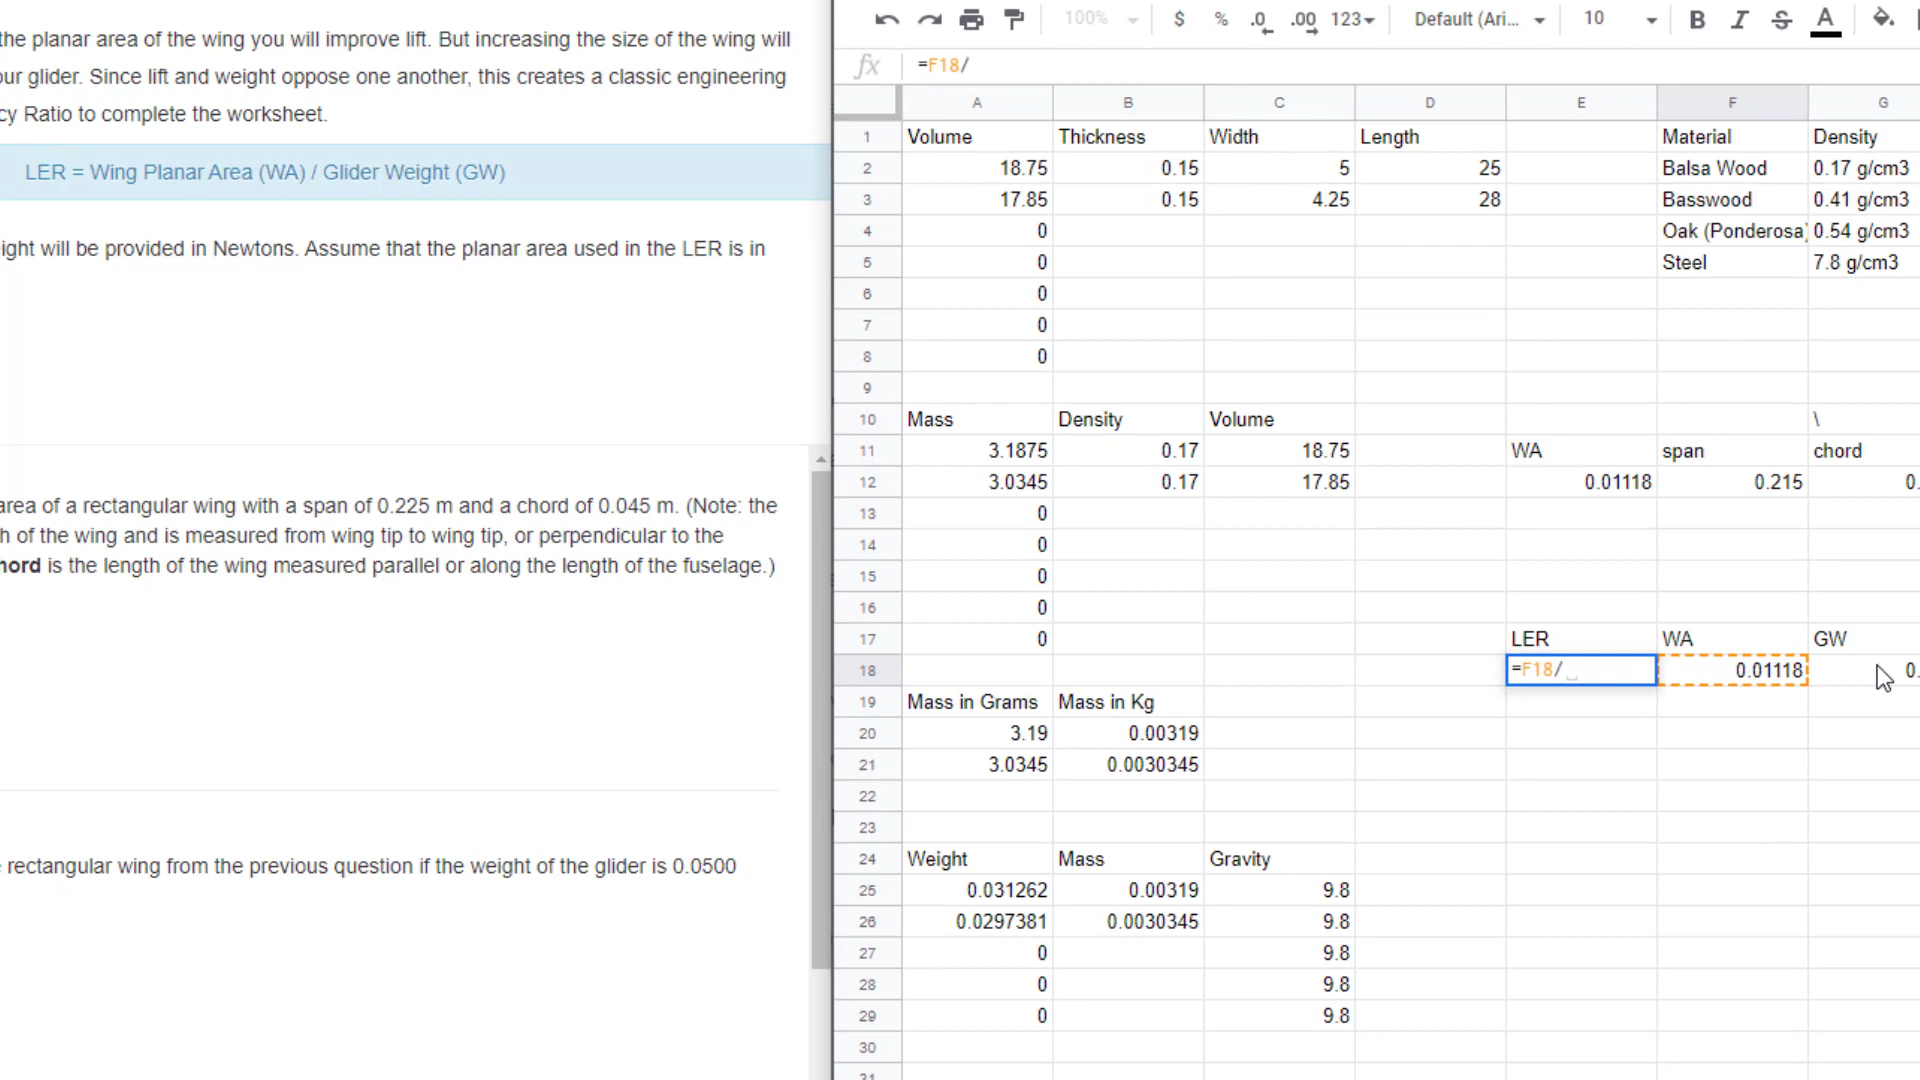 the planar area of the wing you will improve lift. But increasing the size of the wing will
our glider. Since lift and weight oppose one another, this creates a classic engineering
cy Ratio to complete the worksheet.
LER = Wing Planar Area (WA) / Glider Weight (GW)
eight will be provided in Newtons. Assume that the planar area used in the LER is in
area of a rectangular wing with a span of 0.225 m and a chord of 0.045 m. (Note: the
h of the wing and is measured from wing tip to wing tip, or perpendicular to the
hord is the length of the wing measured parallel or along the length of the fuselage.)
rectangular wing from the previous question if the weight of the glider is 0.0500
100% $ % .0 .00 123 Default (Ari... 10 B I S A
fx =F18/
A B C D E F G
1 Volume Thickness Width Length Material Density
2 18.75 0.15 5 25 Balsa Wood 0.17 g/cm3
3 17.85 0.15 4.25 28 Basswood 0.41 g/cm3
4 0 Oak (Ponderosa) 0.54 g/cm3
5 0 Steel 7.8 g/cm3
6 0
7 0
8 0
9
10 Mass Density Volume \
11 3.1875 0.17 18.75 WA span chord
12 3.0345 0.17 17.85 0.01118 0.215 0.
13 0
14 0
15 0
16 0
17 0 LER WA GW
18 =F18/ 0.01118 0.
19 Mass in Grams Mass in Kg
20 3.19 0.00319
21 3.0345 0.0030345
22
23
24 Weight Mass Gravity
25 0.031262 0.00319 9.8
26 0.0297381 0.0030345 9.8
27 0 9.8
28 0 9.8
29 0 9.8
30
31